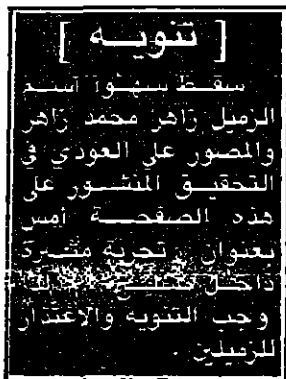 [ تنويه ]
سقط سهوا اسم
الزميل زاهر محمد زاهر
والمصور علي العودي في
التحقيق المنشور على
هذه الصفحة أمس
بعنوان . تجربة مثيرة
داخل
وجب التنويه والاعتذار
للزميلين .